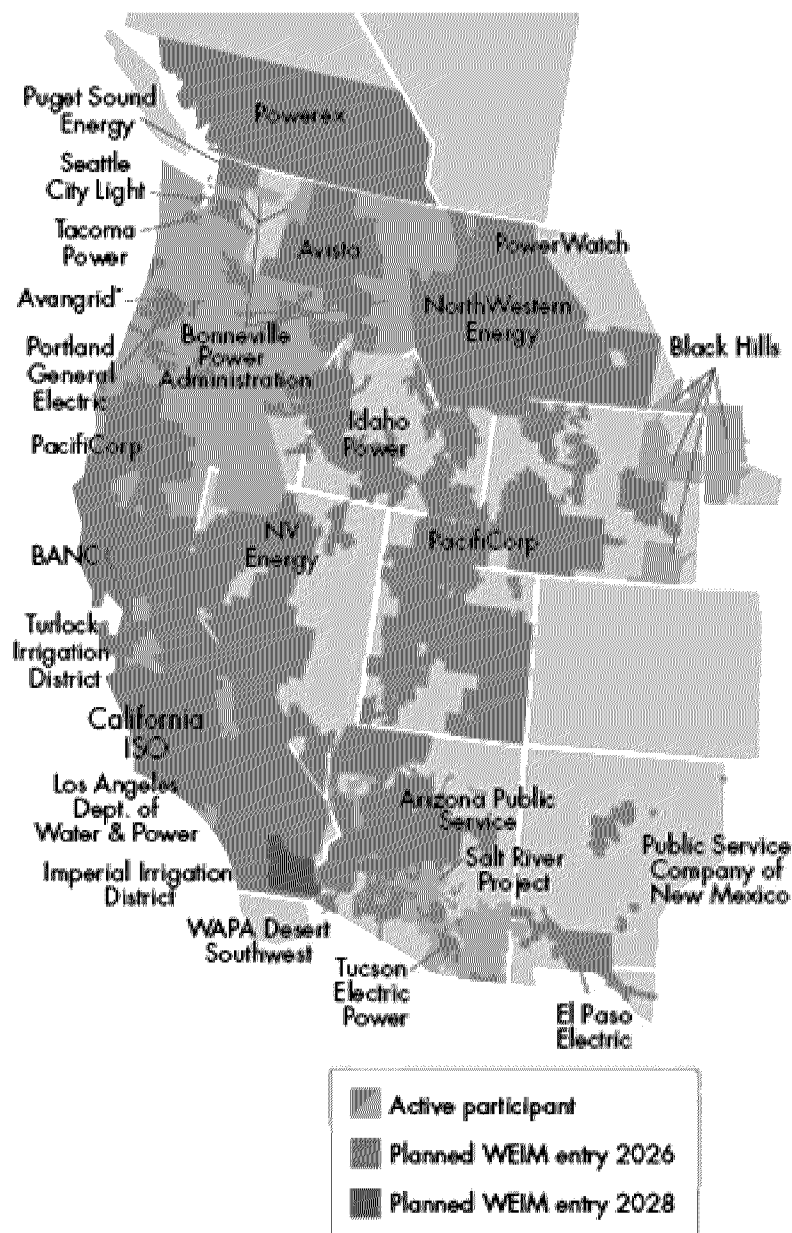 Powerex
Puget Sound
Energy
Seattle
City Light
Tacoma
Power
Avista
PowerWatch
Avangrid*
NorthWestern
Energy
Bonneville
Power
Administration
Portland
General
Electric
Black Hills
Idaho
Power
PacifiCorp
NV
Energy
PacifiCorp
BANC
Turlock
Irrigation
District
California
ISO
Los Angeles
Dept. of
Water & Power
Arizona Public
Service
Salt River
Project
Public Service
Company of
New Mexico
Imperial Irrigation
District
WAPA Desert
Southwest
Tucson
Electric
Power
El Paso
Electric
Active participant
Planned WEIM entry 2026
Planned WEIM entry 2028